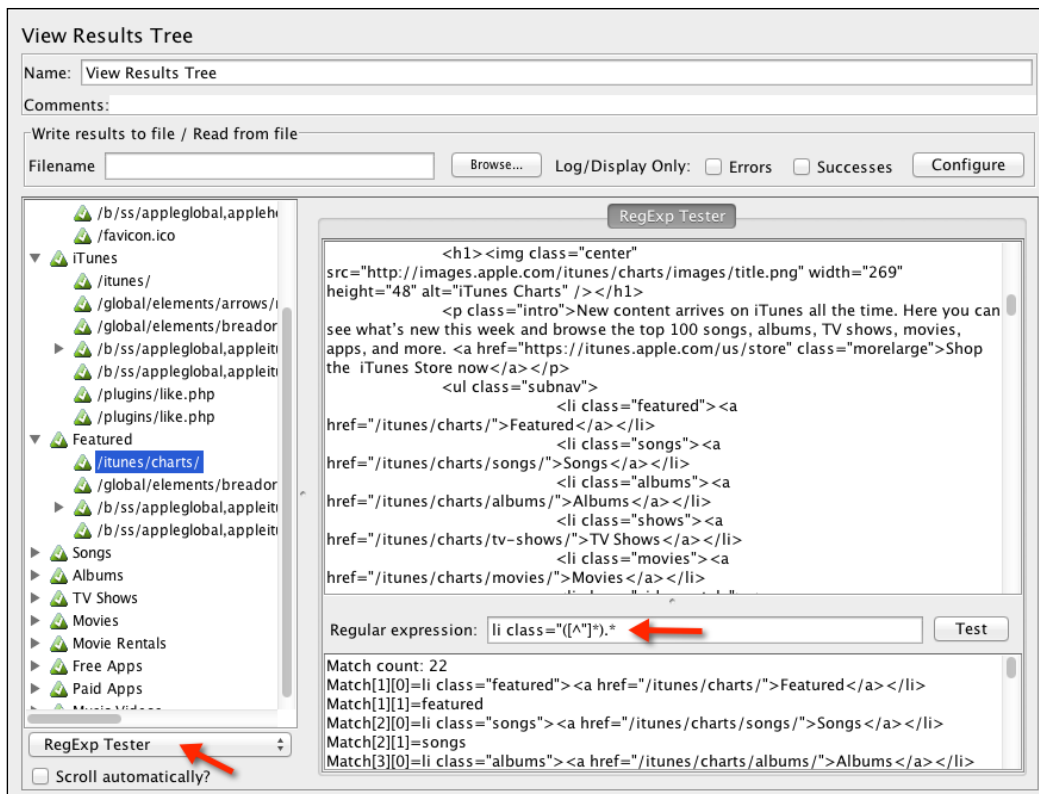 View Results Tree
Name: View Results Tree
Comments:
Write results to file / Read from file
Filename Browse... Log/Display Only: Errors Successes Configure
/b/ss/appleglobal,appleh
/favicon.ico
iTunes
/itunes/
/global/elements/arrows/
/global/elements/breador
/b/ss/appleglobal,appleit
/b/ss/appleglobal,appleit
/plugins/like.php
/plugins/like.php
Featured
/itunes/charts/
/global/elements/breador
/b/ss/appleglobal,appleit
/b/ss/appleglobal,appleit
Songs
Albums
TV Shows
Movies
Movie Rentals
Free Apps
Paid Apps
Music Videos
RegExp Tester
Scroll automatically?
RegExp Tester
<h1><img class="center"
src="http://images.apple.com/itunes/charts/images/title.png" width="269"
height="48" alt="iTunes Charts" /></h1>
<p class="intro">New content arrives on iTunes all the time. Here you can
see what's new this week and browse the top 100 songs, albums, TV shows, movies,
apps, and more. <a href="https://itunes.apple.com/us/store" class="morelarge">Shop
the  iTunes Store now</a></p>
<ul class="subnav">
<li class="featured"><a
href="/itunes/charts/">Featured</a></li>
<li class="songs"><a
href="/itunes/charts/songs/">Songs</a></li>
<li class="albums"><a
href="/itunes/charts/albums/">Albums</a></li>
<li class="shows"><a
href="/itunes/charts/tv-shows/">TV Shows</a></li>
<li class="movies"><a
href="/itunes/charts/movies/">Movies</a></li>
Regular expression: li class="([^"]*).* Test
Match count: 22
Match[1][0]=li class="featured"><a href="/itunes/charts/">Featured</a></li>
Match[1][1]=featured
Match[2][0]=li class="songs"><a href="/itunes/charts/songs/">Songs</a></li>
Match[2][1]=songs
Match[3][0]=li class="albums"><a href="/itunes/charts/albums/">Albums</a></li>